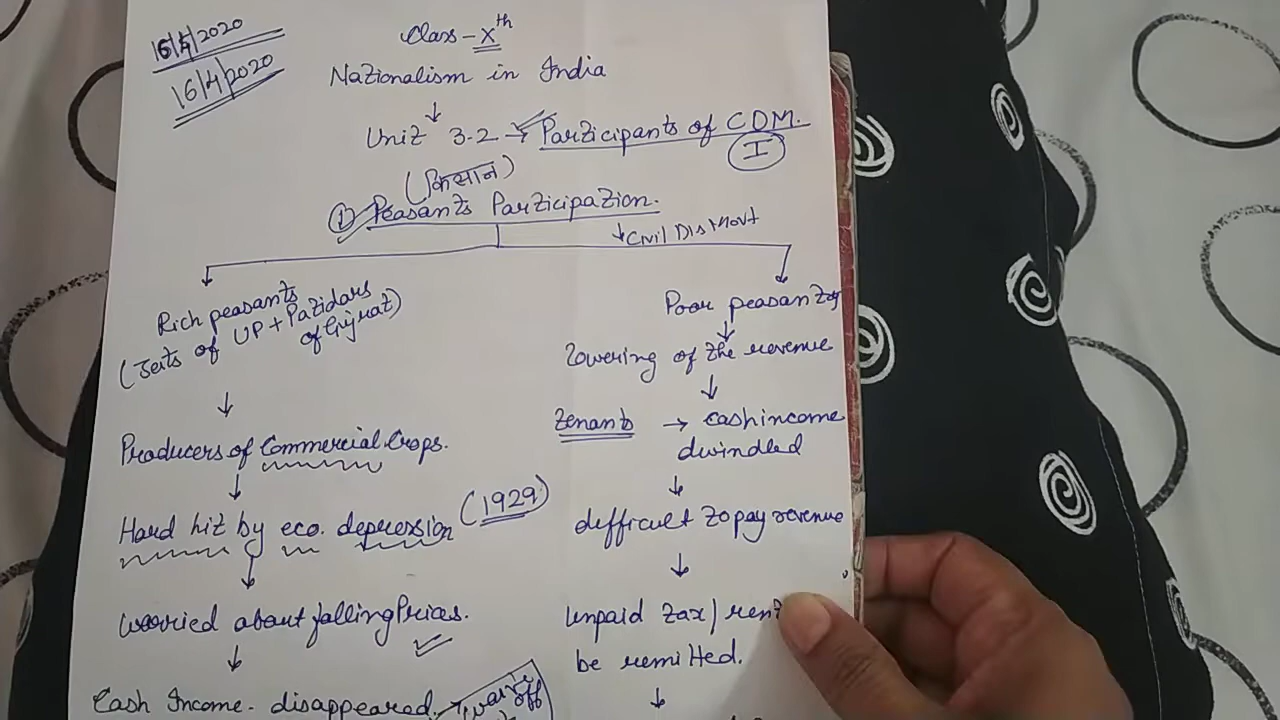 16/4/2020
16/4/2020
Class - Xth
Nationalism in India
↓
Unit 3.2 → Participants of CDM.
I
(किसान)
① Peasants Participation.
↓ Civil Dis Movt
Rich peasants
(Jeits of UP + Patidars
of Gujrat)
↓
Producers of Commercial Crops.
↓
Hard hit by eco. depression (1929)
↓
Worried about falling Prices.
↓
Cash Income - disappeared. →
off
Poor peasantry
↓
lowering of the revenue
↓
tenants → cash income
dwindled
↓
difficult to pay revenue
↓
Unpaid tax / rent
be remitted.
↓